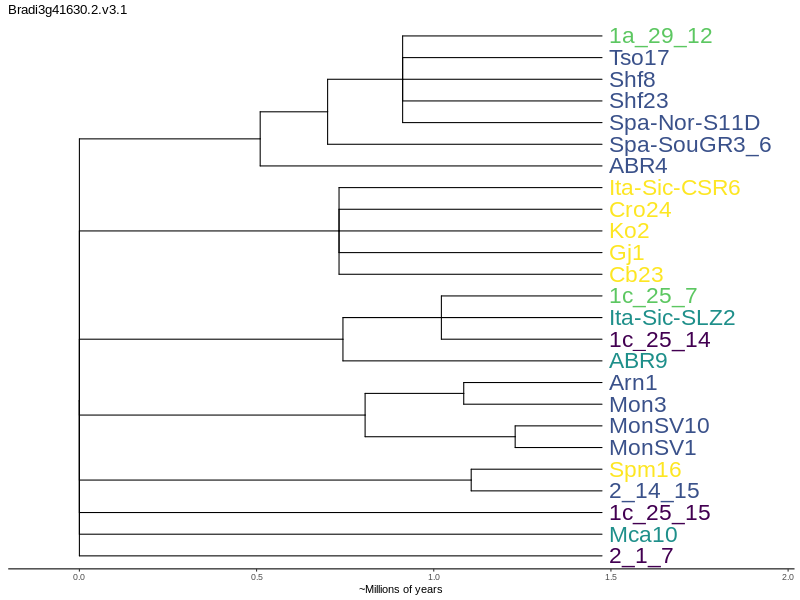 Bradi3g41630.2.v3.1
1a_29_12
Tso17
Shf8
Shf23
Spa-Nor-S11D
Spa-SouGR3_6
ABR4
Ita-Sic-CSR6
Cro24
Ko2
Gj1
Cb23
1c_25_7
Ita-Sic-SLZ2
1c_25_14
ABR9
Arn1
Mon3
MonSV10
MonSV1
Spm16
2_14_15
1c_25_15
Mca10
2_1_7
0.0 0.5 1.0 1.5 2.0
~Millions of years